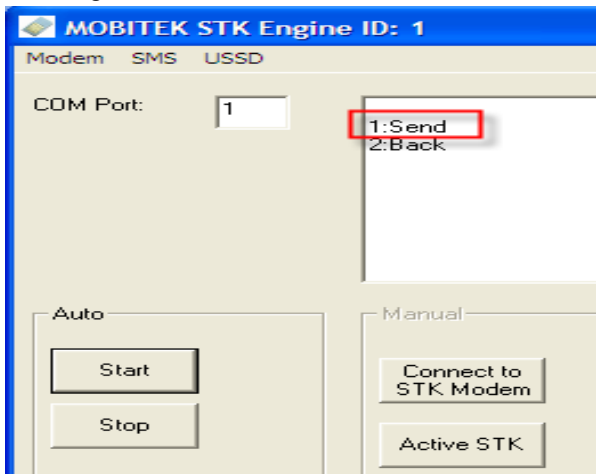 MOBITEK STK Engine ID: 1
Modem SMS USSD
COM Port: 1
1:Send
2:Back
Auto
Start
Stop
Manual
Connect to
STK Modem
Active STK